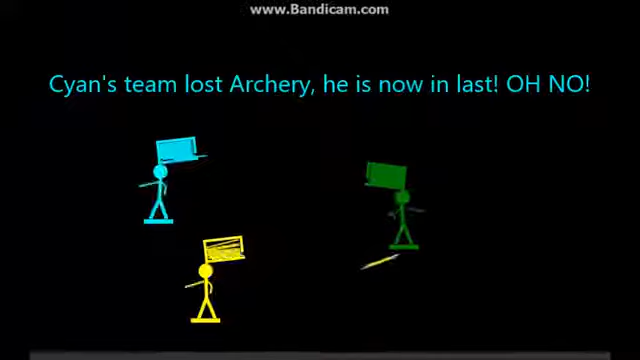 www.Bandicam.com
Cyan's team lost Archery, he is now in last! OH NO!